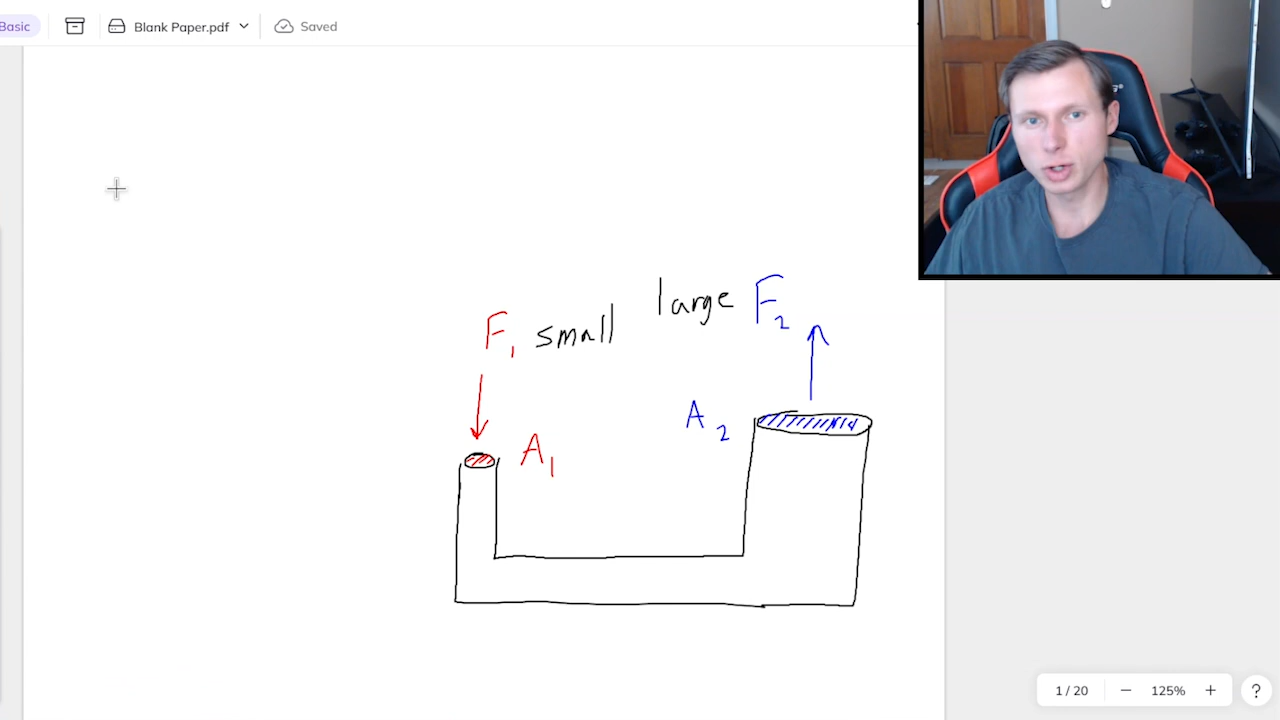 Basic
Blank Paper.pdf
Saved
large F₂
F₁ small
A₂
A₁
1 / 20
125%
?